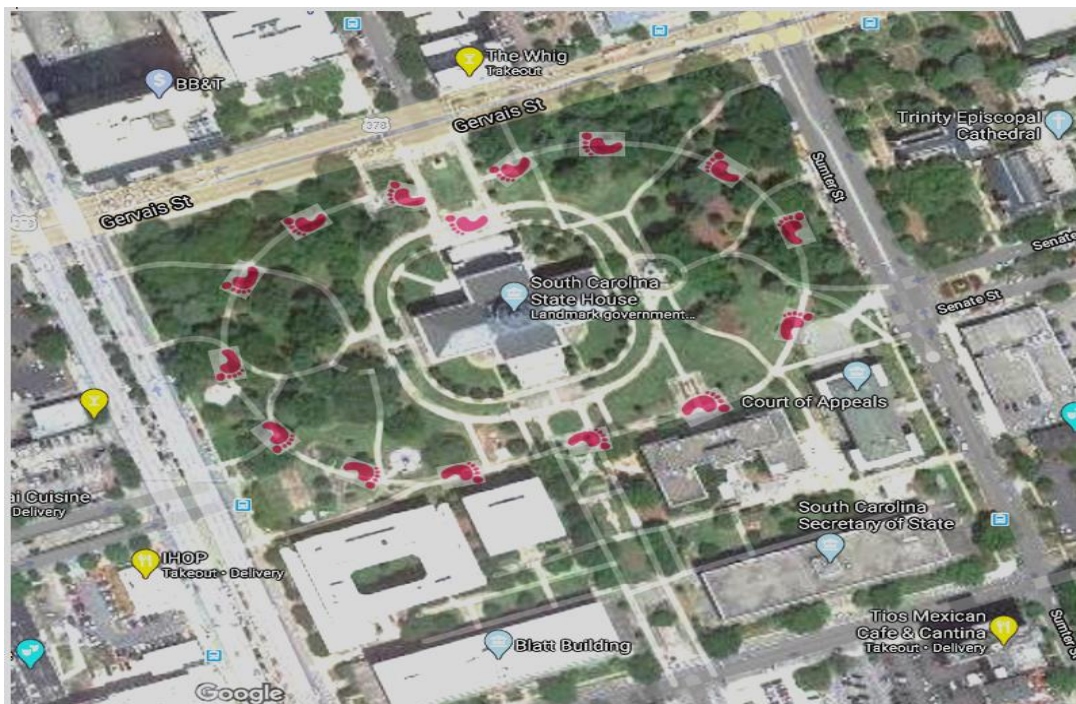 The Whig
Takeout
BB&T
378
Gervais St
Trinity Episcopal
Cathedral
Sumter St
Gervais St
Senate
Senate St
South Carolina
State House
Landmark government...
Court of Appeals
ai Cuisine
Delivery
South Carolina
Secretary of State
IHOP
Takeout • Delivery
Tios Mexican
Cafe & Cantina
Takeout • Delivery
Sumter St
Blatt Building
Google